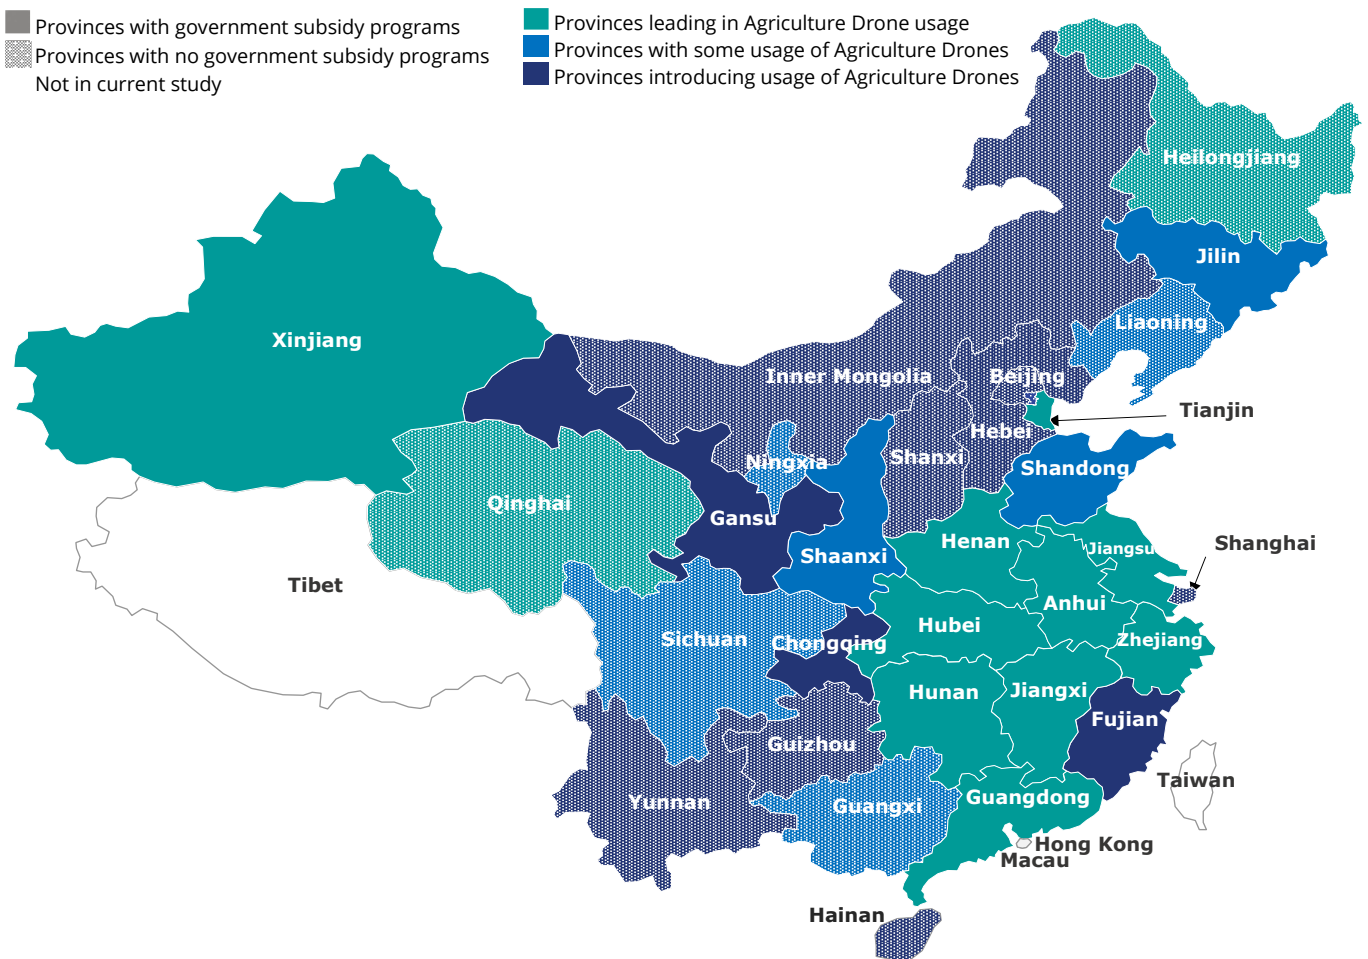 Provinces with government subsidy programs
Provinces with no government subsidy programs
Not in current study
Provinces leading in Agriculture Drone usage
Provinces with some usage of Agriculture Drones
Provinces introducing usage of Agriculture Drones
Heilongjiang
Jilin
Liaoning
Xinjiang
Inner Mongolia
Beijing
Tianjin
Hebei
Shanxi
Ningxia
Shandong
Qinghai
Gansu
Henan
Jiangsu
Shanghai
Shaanxi
Tibet
Anhui
Hubei
Sichuan
Chongqing
Zhejiang
Hunan
Jiangxi
Fujian
Guizhou
Taiwan
Yunnan
Guangxi
Guangdong
Hong Kong
Macau
Hainan